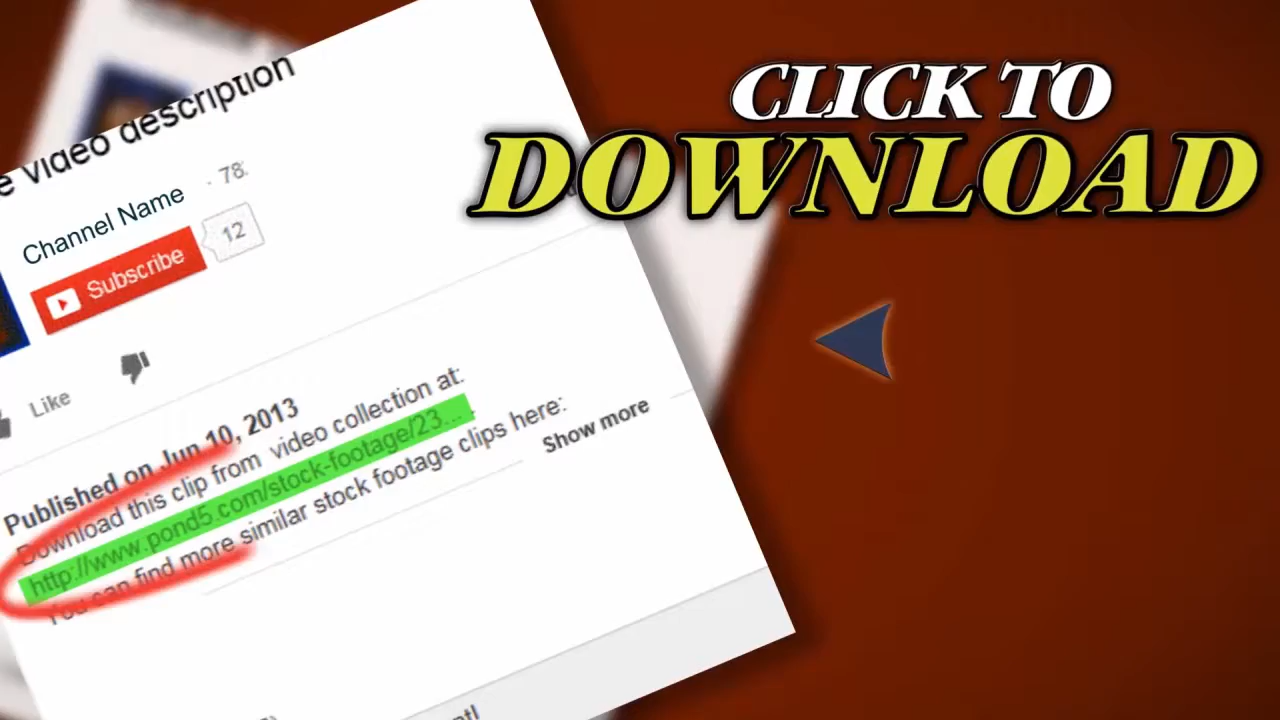 CLICK TO
DOWNLOAD
video description
Channel Name
· 78
Subscribe
12
Like
Published on Jun 10, 2013
Download this clip from video collection at:
http://www.pond5.com/stock-footage/23...
You can find more similar stock footage clips here:
Show more